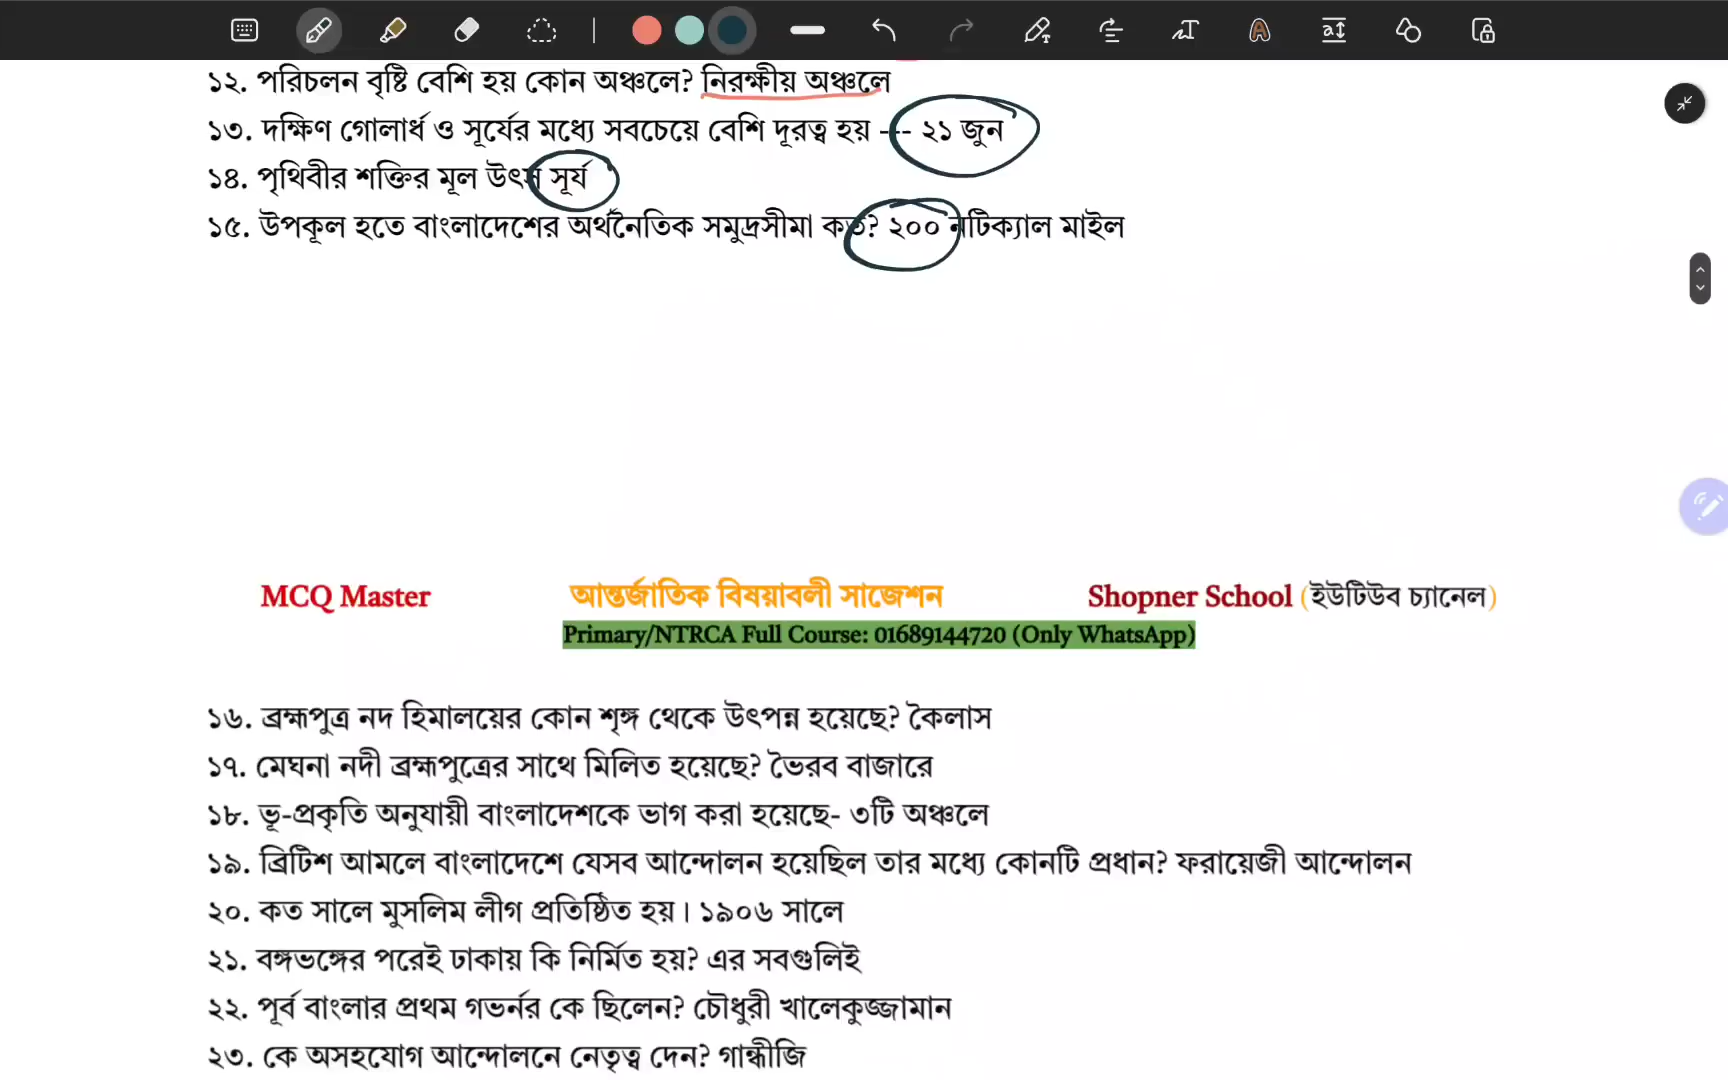 ১২. পরিচলন বৃষ্টি বেশি হয় কোন অঞ্চলে? নিরক্ষীয় অঞ্চলে
১৩. দক্ষিণ গোলার্ধ ও সূর্যের মধ্যে সবচেয়ে বেশি দূরত্ব হয় --- ২১ জুন
১৪. পৃথিবীর শক্তির মূল উৎস সূর্য
১৫. উপকূল হতে বাংলাদেশের অর্থনৈতিক সমুদ্রসীমা কত? ২০০ নটিক্যাল মাইল
MCQ Master আন্তর্জাতিক বিষয়াবলী সাজেশন Shopner School (ইউটিউব চ্যানেল)
Primary/NTRCA Full Course: 01689144720 (Only WhatsApp)
১৬. ব্রহ্মপুত্র নদ হিমালয়ের কোন শৃঙ্গ থেকে উৎপন্ন হয়েছে? কৈলাস
১৭. মেঘনা নদী ব্রহ্মপুত্রের সাথে মিলিত হয়েছে? ভৈরব বাজারে
১৮. ভূ-প্রকৃতি অনুযায়ী বাংলাদেশকে ভাগ করা হয়েছে- ৩টি অঞ্চলে
১৯. ব্রিটিশ আমলে বাংলাদেশে যেসব আন্দোলন হয়েছিল তার মধ্যে কোনটি প্রধান? ফরায়েজী আন্দোলন
২০. কত সালে মুসলিম লীগ প্রতিষ্ঠিত হয়। ১৯০৬ সালে
২১. বঙ্গভঙ্গের পরেই ঢাকায় কি নির্মিত হয়? এর সবগুলিই
২২. পূর্ব বাংলার প্রথম গভর্নর কে ছিলেন? চৌধুরী খালেকুজ্জামান
২৩. কে অসহযোগ আন্দোলনে নেতৃত্ব দেন? গান্ধীজি